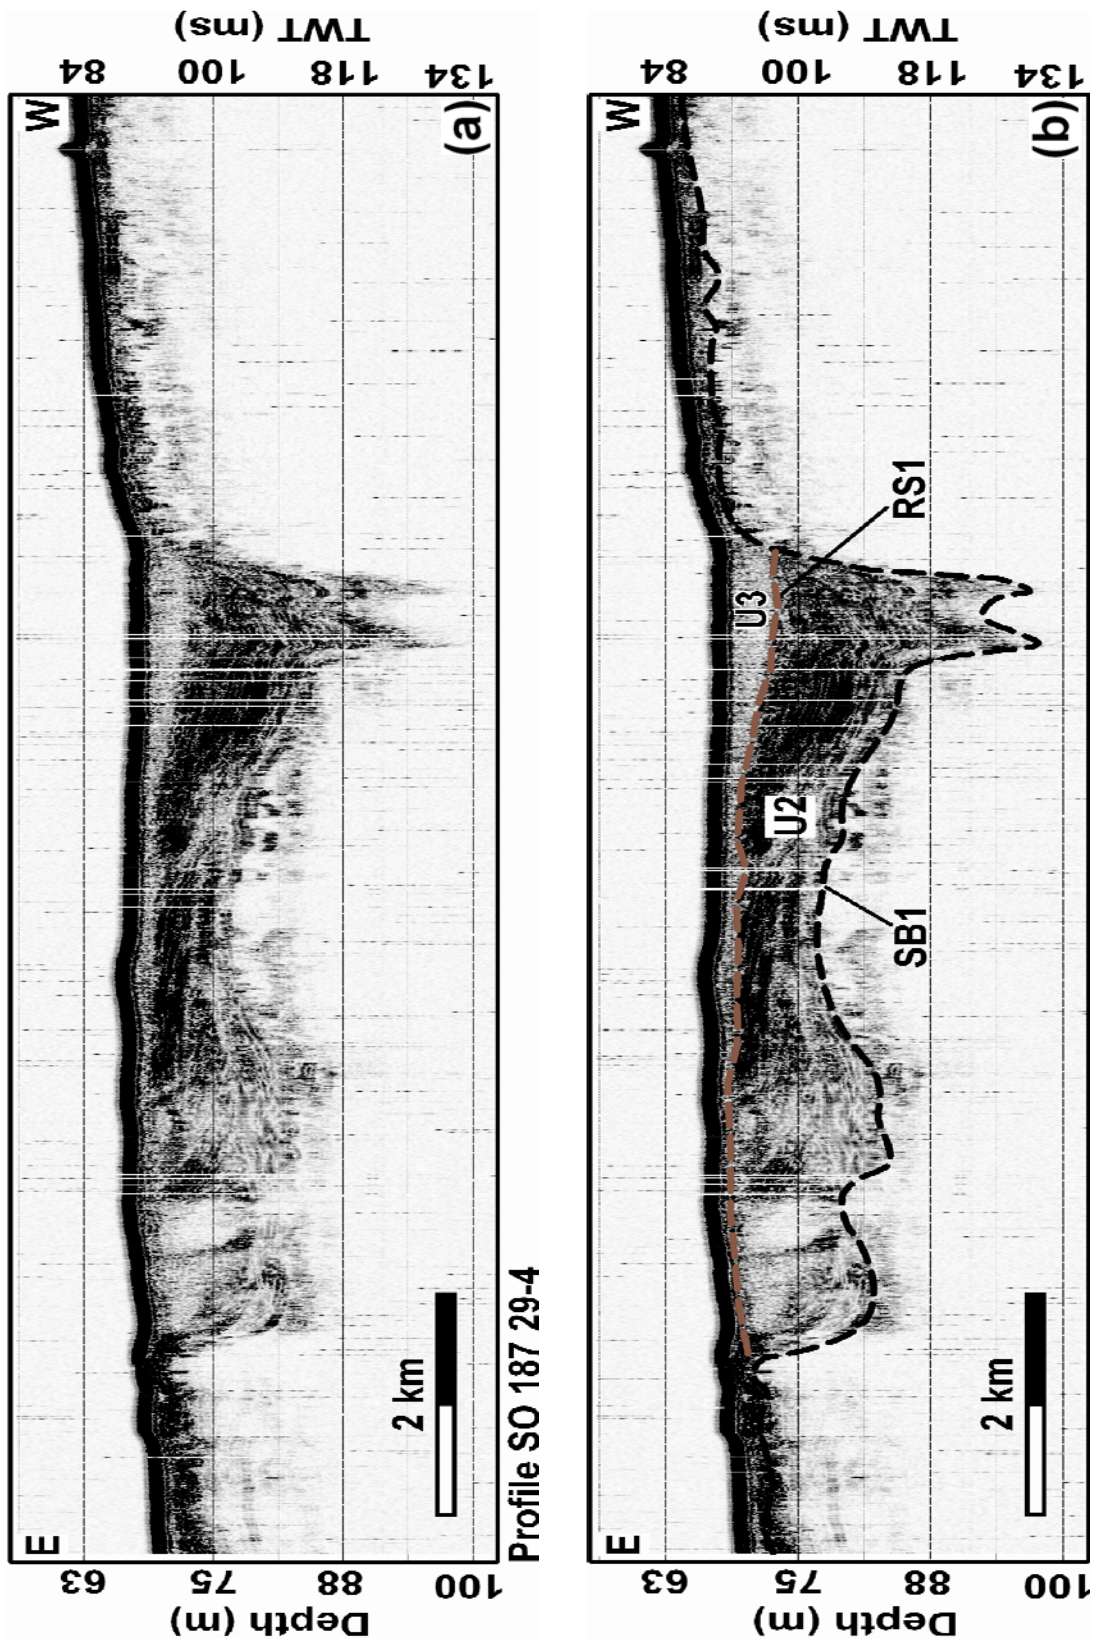 E
W
Depth (m)
63
75
88
100
TWT (ms)
84
100
118
134
2 km
(a)
Profile SO 187 29-4
E
W
Depth (m)
63
75
88
100
TWT (ms)
84
100
118
134
U3
U2
RS1
SB1
2 km
(b)